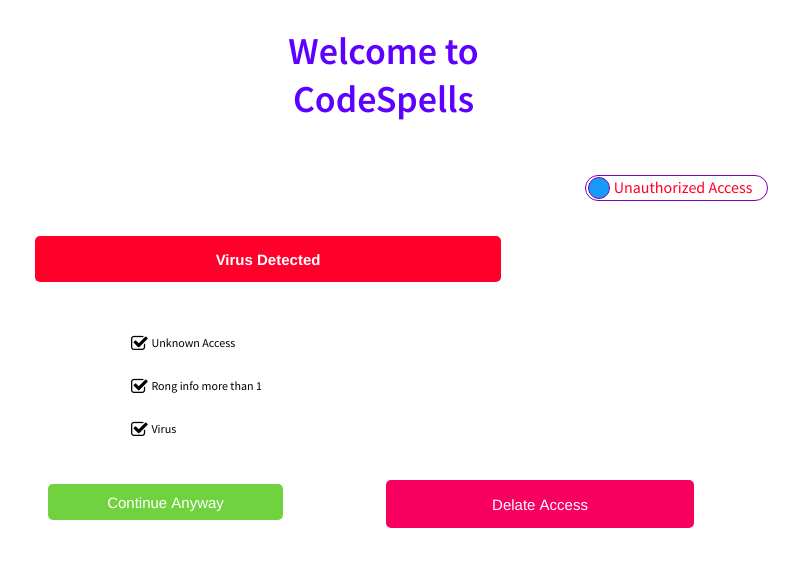 Welcome to
CodeSpells
Unauthorized Access
Virus Detected
Unknown Access
Rong info more than 1
Virus
Continue Anyway
Delate Access